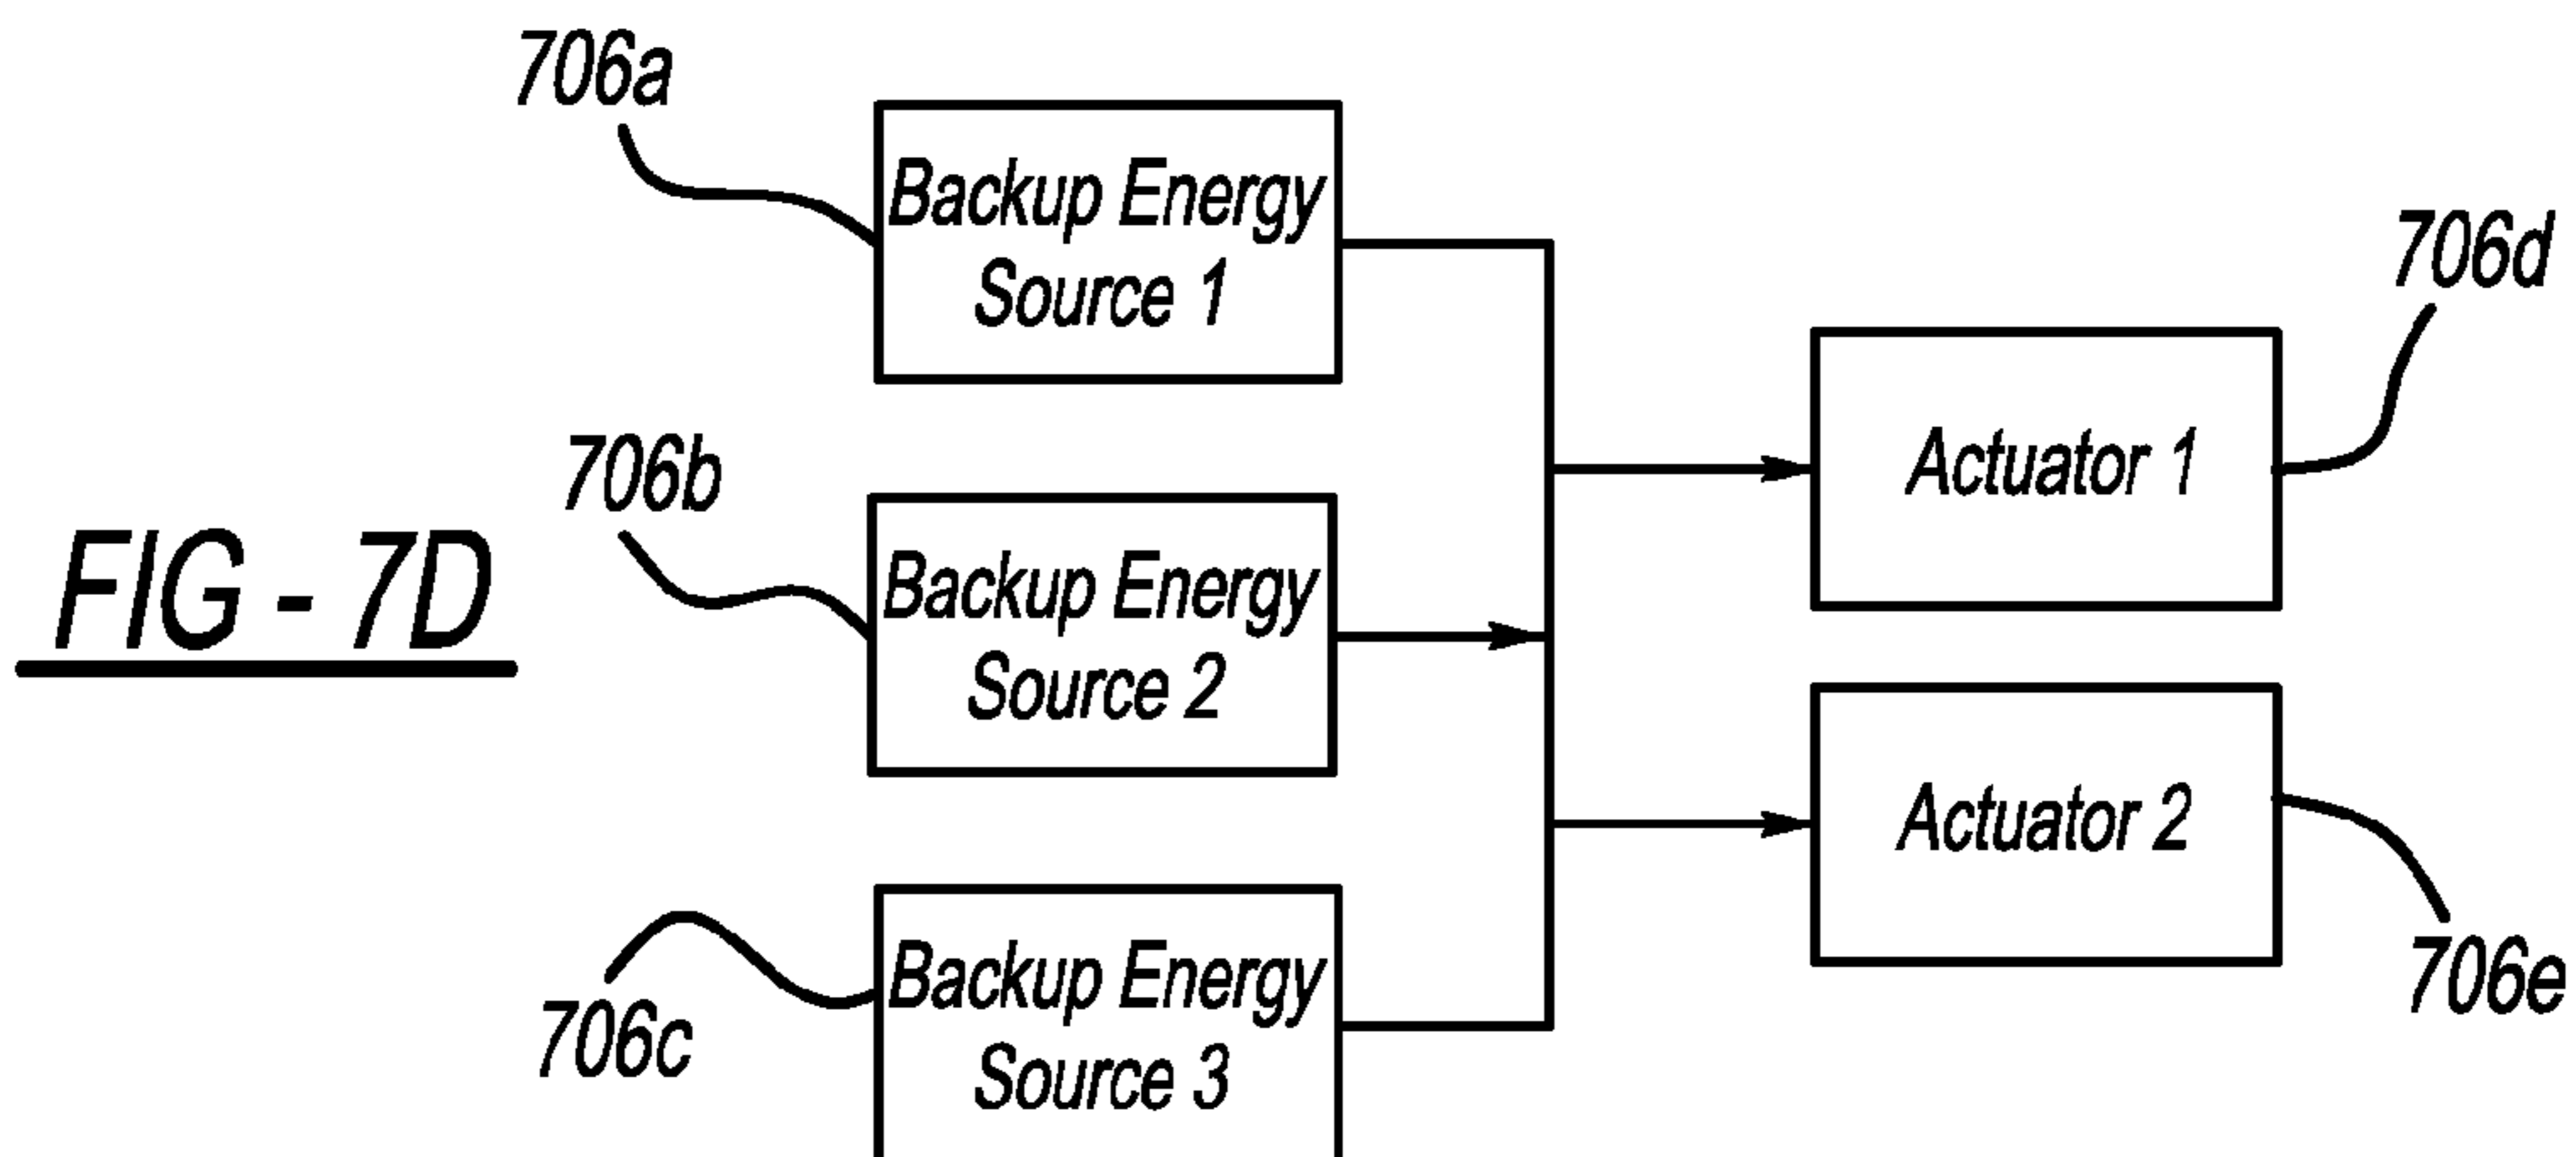 706a
Backup Energy
Source 1
706d
Actuator 1
706b
Backup Energy
Source 2
FIG - 7D
Actuator 2
706e
706c
Backup Energy
Source 3